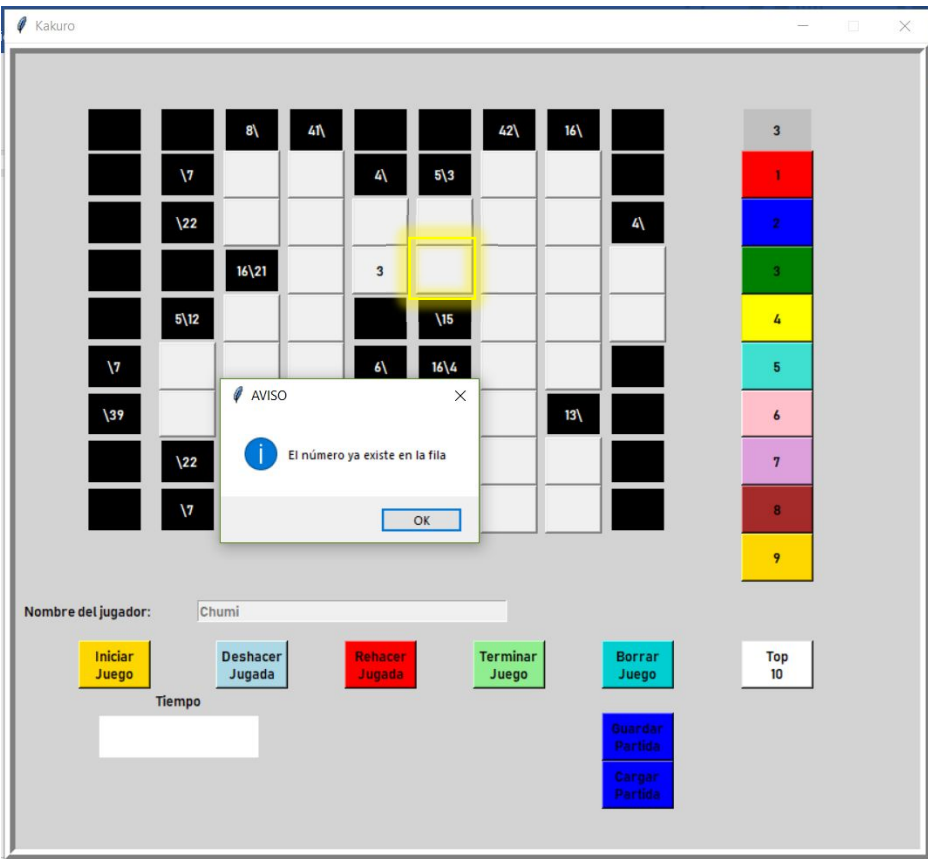 Kakuro
8\ 41\ 42\ 16\ 3
\7 4\ 5\3 1
\22 4\ 2
16\21 3 3
5\12 \15 4
\7 6\ 16\4 5
AVISO
\39 13\ 6
El número ya existe en la fila
\22 7
\7 8
OK
9
Nombre del jugador: Chumi
Iniciar Juego
Deshacer Jugada
Rehacer Jugada
Terminar Juego
Borrar Juego
Top 10
Tiempo
Guardar Partida
Cargar Partida